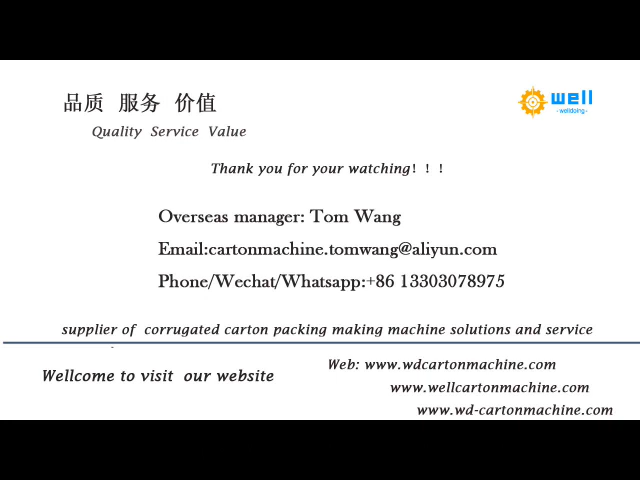 品质 服务 价值
well
- welldoing -
Quality Service Value
Thank you for your watching！！！
Overseas manager: Tom Wang
Email:cartonmachine.tomwang@aliyun.com
Phone/Wechat/Whatsapp:+86 13303078975
supplier of corrugated carton packing making machine solutions and service
Wellcome to visit our website
Web: www.wdcartonmachine.com
www.wellcartonmachine.com
www.wd-cartonmachine.com